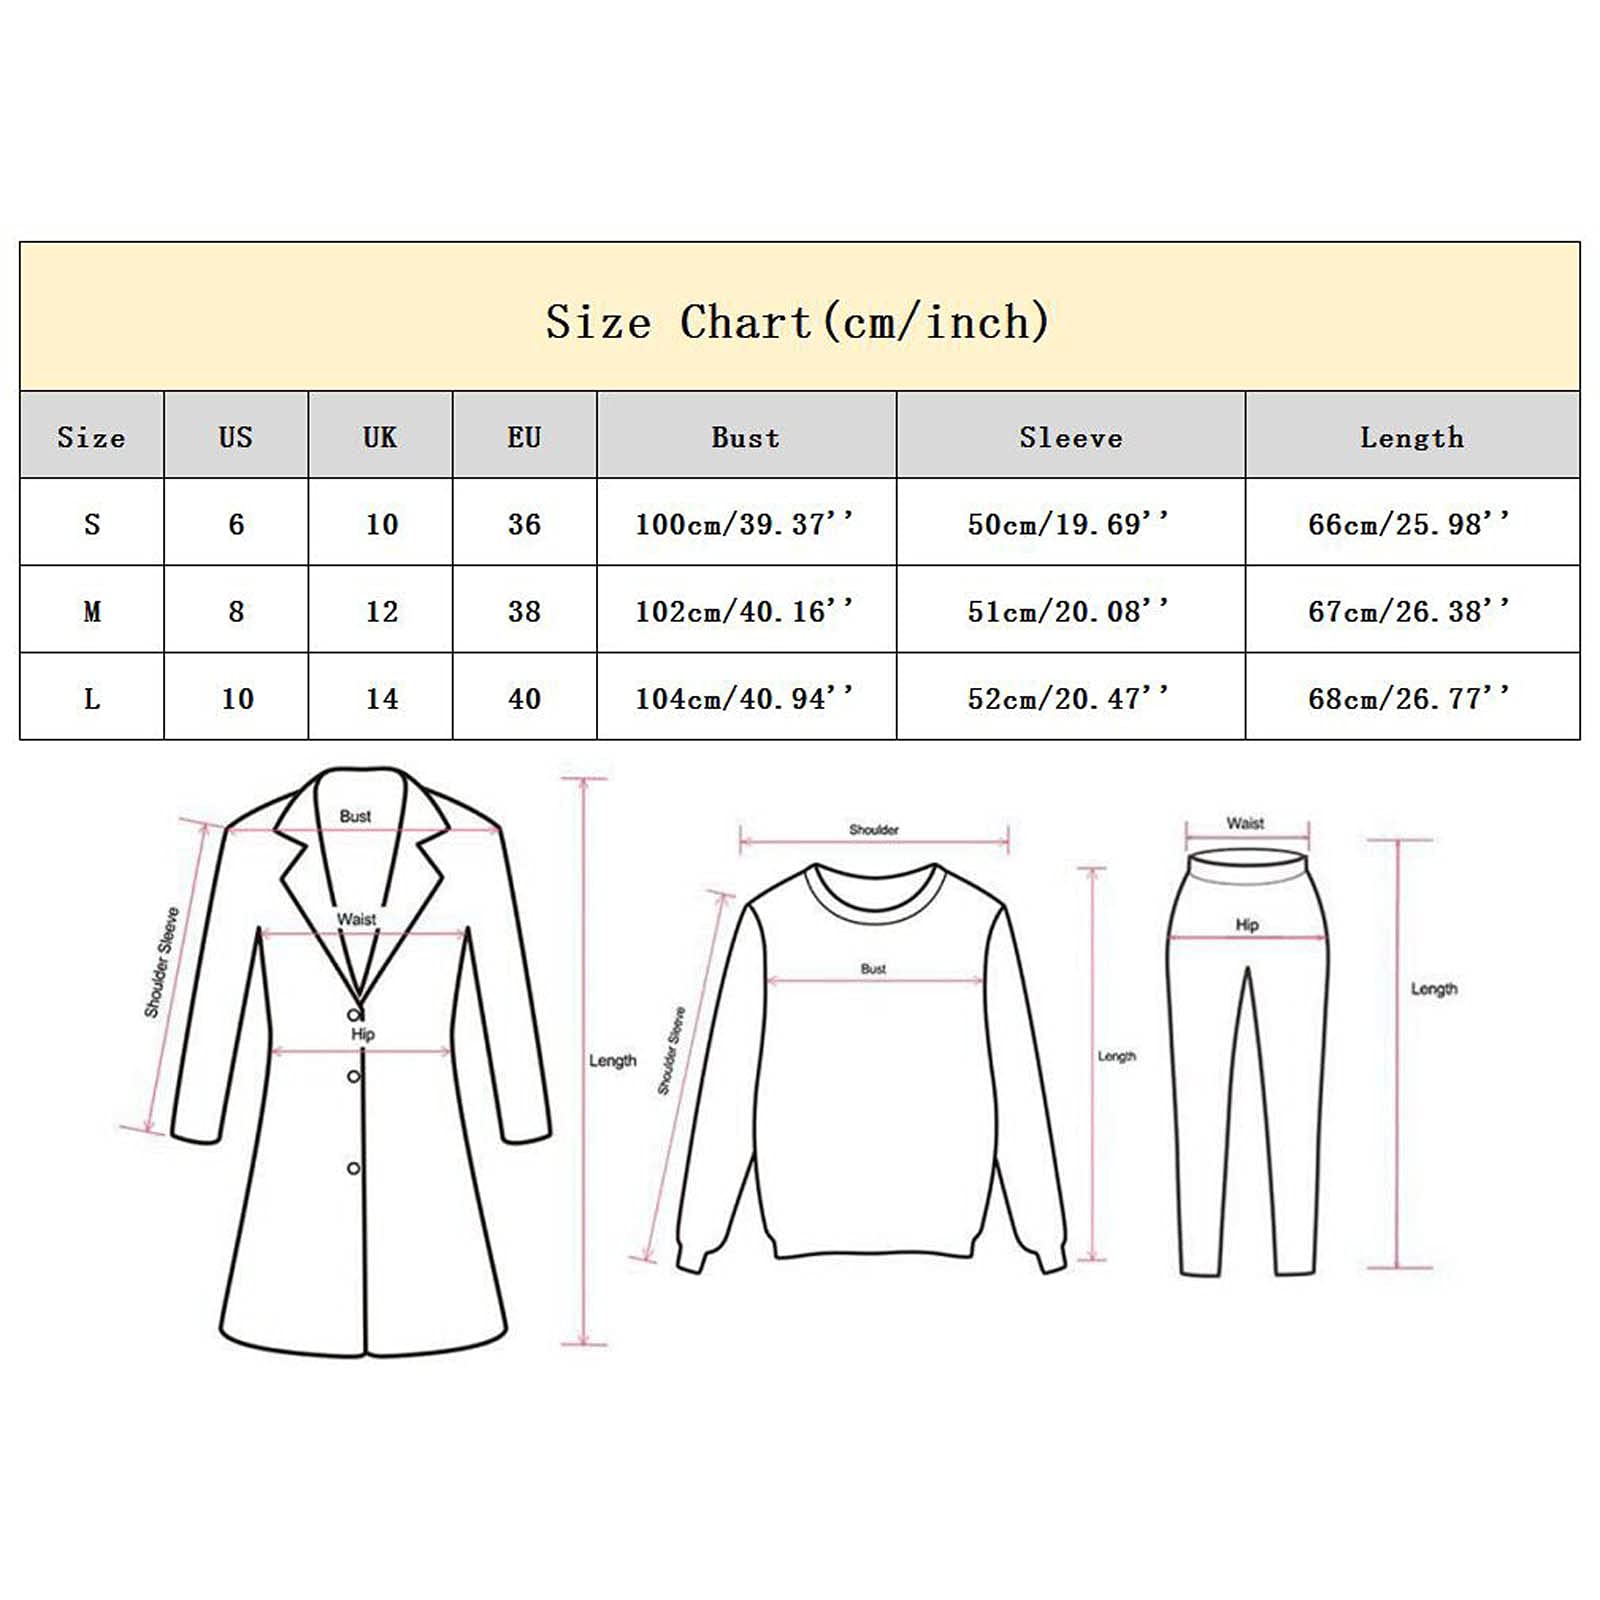 Size Chart(cm/inch)
Size US UK EU Bust Sleeve Length
S 6 10 36 100cm/39.37’’ 50cm/19.69’’ 66cm/25.98’’
M 8 12 38 102cm/40.16’’ 51cm/20.08’’ 67cm/26.38’’
L 10 14 40 104cm/40.94’’ 52cm/20.47’’ 68cm/26.77’’
Bust
Shoulder Sleeve
Waist
Hip
Length
Shoulder
Bust
Shoulder Sleeve
Length
Waist
Hip
Length